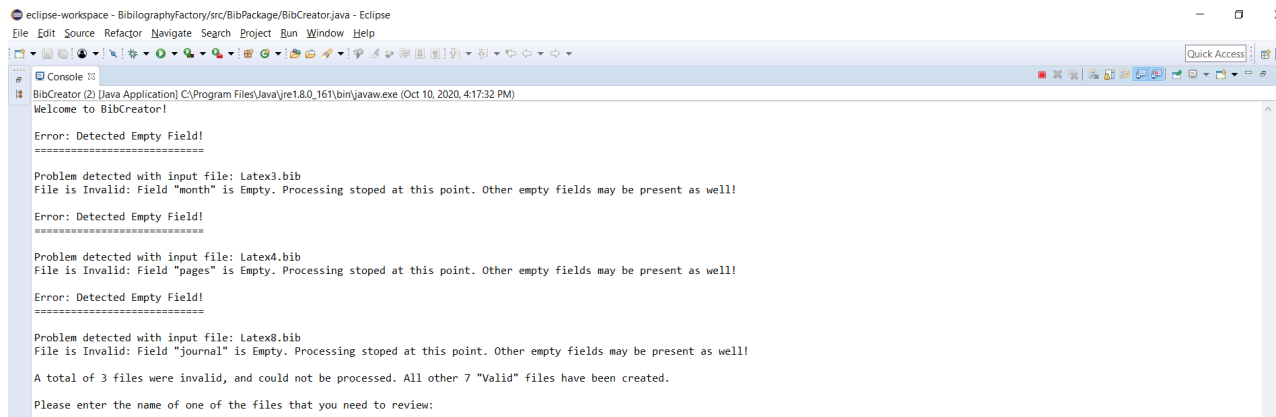 eclipse-workspace - BibilographyFactory/src/BibPackage/BibCreator.java - Eclipse
File Edit Source Refactor Navigate Search Project Run Window Help
Quick Access
Console
BibCreator (2) [Java Application] C:\Program Files\Java\jre1.8.0_161\bin\javaw.exe (Oct 10, 2020, 4:17:32 PM)
Welcome to BibCreator!
Error: Detected Empty Field!
============================
Problem detected with input file: Latex3.bib
File is Invalid: Field "month" is Empty. Processing stoped at this point. Other empty fields may be present as well!
Error: Detected Empty Field!
============================
Problem detected with input file: Latex4.bib
File is Invalid: Field "pages" is Empty. Processing stoped at this point. Other empty fields may be present as well!
Error: Detected Empty Field!
============================
Problem detected with input file: Latex8.bib
File is Invalid: Field "journal" is Empty. Processing stoped at this point. Other empty fields may be present as well!
A total of 3 files were invalid, and could not be processed. All other 7 "Valid" files have been created.
Please enter the name of one of the files that you need to review: